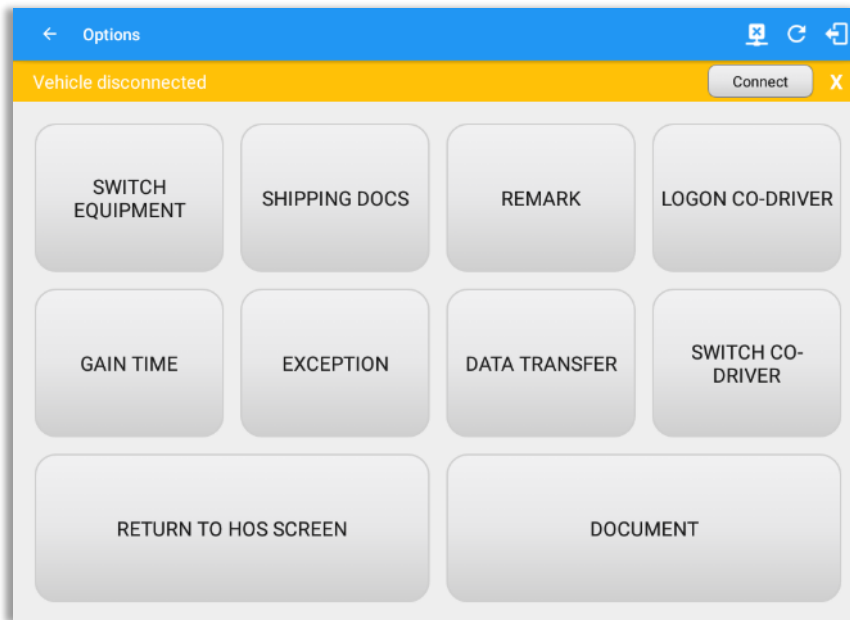 Options
Vehicle disconnected
Connect
X
SWITCH
EQUIPMENT
SHIPPING DOCS
REMARK
LOGON CO-DRIVER
GAIN TIME
EXCEPTION
DATA TRANSFER
SWITCH CO-
DRIVER
RETURN TO HOS SCREEN
DOCUMENT